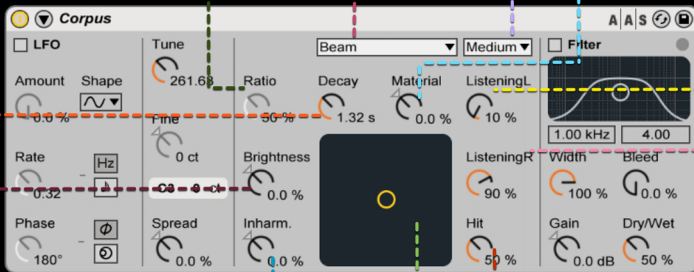 Corpus
A A S
LFO
Tune
Beam
Medium
Filter
261.63
Amount
Shape
Ratio
Decay
Material
ListeningL
0.0 %
50 %
1.32 s
0.0 %
10 %
Fine
1.00 kHz
4.00
0 ct
Rate
Hz
Brightness
ListeningR
Width
Bleed
0.32
C3
0 ct
0.0 %
90 %
100 %
0.0 %
Phase
Φ
Spread
Inharm.
Hit
Gain
Dry/Wet
180°
0.0 %
0.0 %
50 %
0.0 dB
50 %